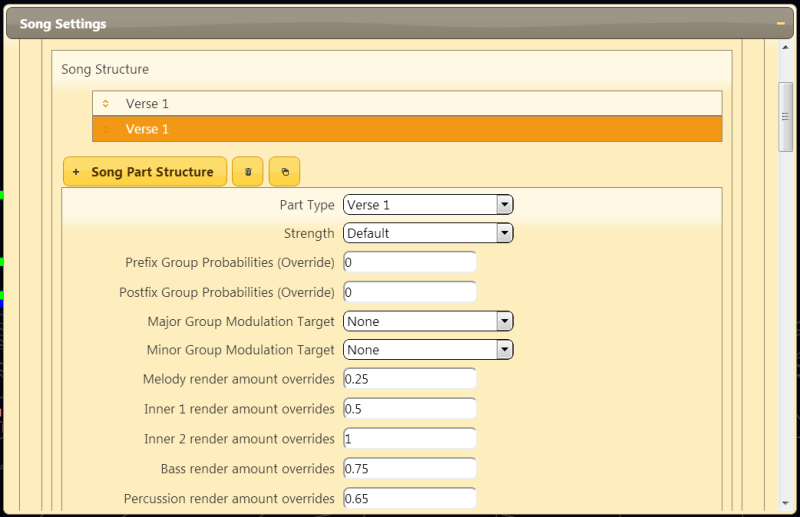 Song Settings
Song Structure
Verse 1
Verse 1
+ Song Part Structure
Part Type Verse 1
Strength Default
Prefix Group Probabilities (Override) 0
Postfix Group Probabilities (Override) 0
Major Group Modulation Target None
Minor Group Modulation Target None
Melody render amount overrides 0.25
Inner 1 render amount overrides 0.5
Inner 2 render amount overrides 1
Bass render amount overrides 0.75
Percussion render amount overrides 0.65